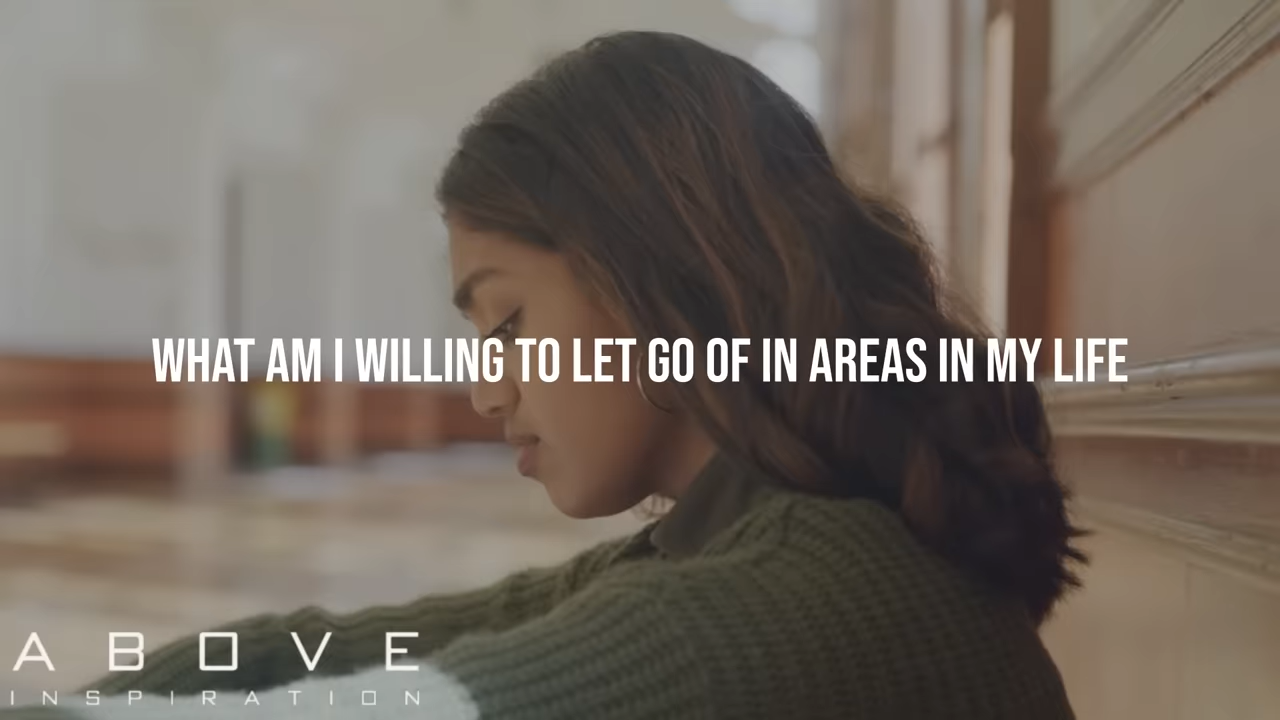 WHAT AM I WILLING TO LET GO OF IN AREAS IN MY LIFE
ABOVE
INSPIRATION